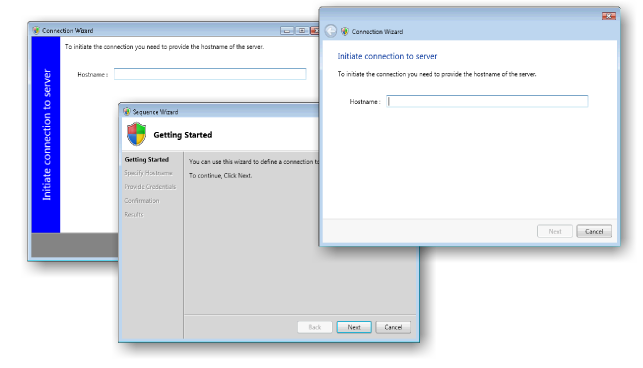 Connection Wizard
To initiate the connection you need to provide the hostname of the server.
Hostname :
Initiate connection to server
Sequence Wizard
Getting Started
Getting Started
Specify Hostname
Provide Credentials
Confirmation
Results
You can use this wizard to define a connection to
To continue, Click Next.
Back Next Cancel
Connection Wizard
Initiate connection to server
To initiate the connection you need to provide the hostname of the server.
Hostname :
Next Cancel